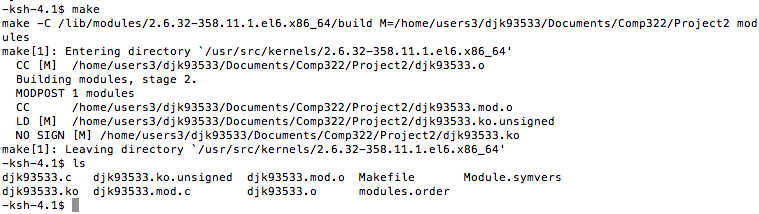 -ksh-4.1$ make
make -C /lib/modules/2.6.32-358.11.1.el6.x86_64/build M=/home/users3/djk93533/Documents/Comp322/Project2 mod
ules
make[1]: Entering directory `/usr/src/kernels/2.6.32-358.11.1.el6.x86_64'
  CC [M]  /home/users3/djk93533/Documents/Comp322/Project2/djk93533.o
  Building modules, stage 2.
  MODPOST 1 modules
  CC      /home/users3/djk93533/Documents/Comp322/Project2/djk93533.mod.o
  LD [M]  /home/users3/djk93533/Documents/Comp322/Project2/djk93533.ko.unsigned
  NO SIGN [M] /home/users3/djk93533/Documents/Comp322/Project2/djk93533.ko
make[1]: Leaving directory `/usr/src/kernels/2.6.32-358.11.1.el6.x86_64'
-ksh-4.1$ ls
djk93533.c   djk93533.ko.unsigned  djk93533.mod.o  Makefile       Module.symvers
djk93533.ko  djk93533.mod.c        djk93533.o      modules.order
-ksh-4.1$